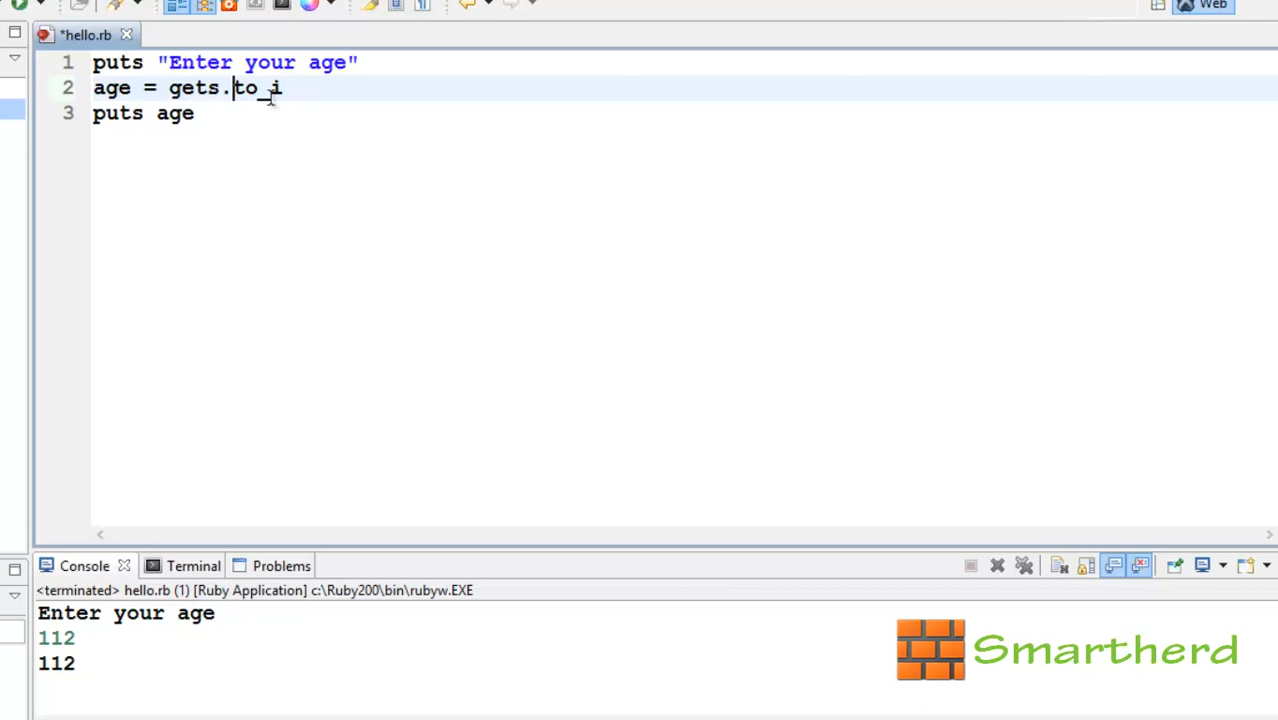 Web
*hello.rb
1 puts "Enter your age"
2 age = gets.to_i
3 puts age
Console Terminal Problems
<terminated> hello.rb (1) [Ruby Application] c:\Ruby200\bin\rubyw.EXE
Enter your age
112
112
Smartherd